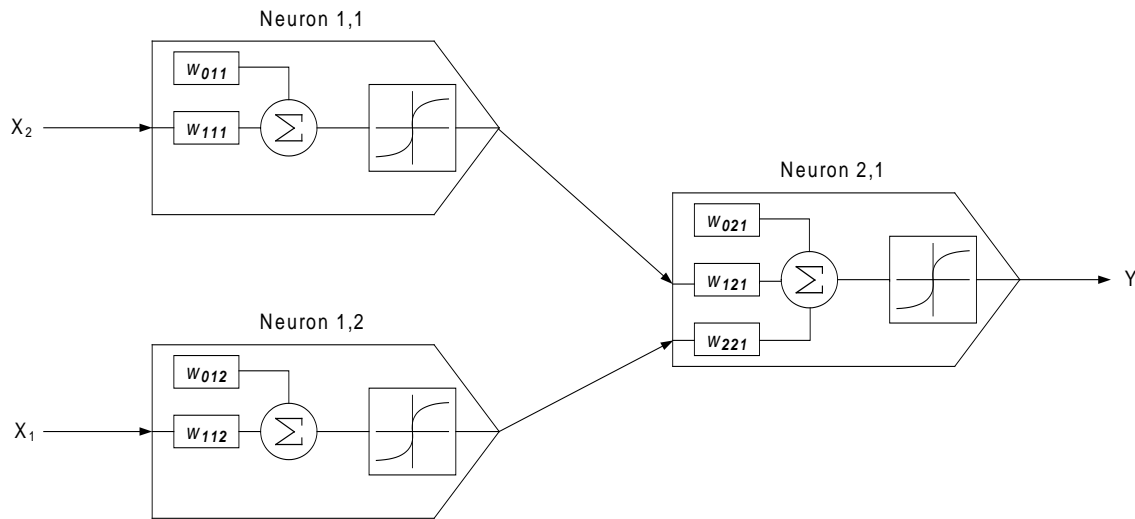 Neuron 1,1
W011
X2
W111
Σ
Neuron 2,1
W021
W121
Σ
Y
W221
Neuron 1,2
W012
X1
W112
Σ